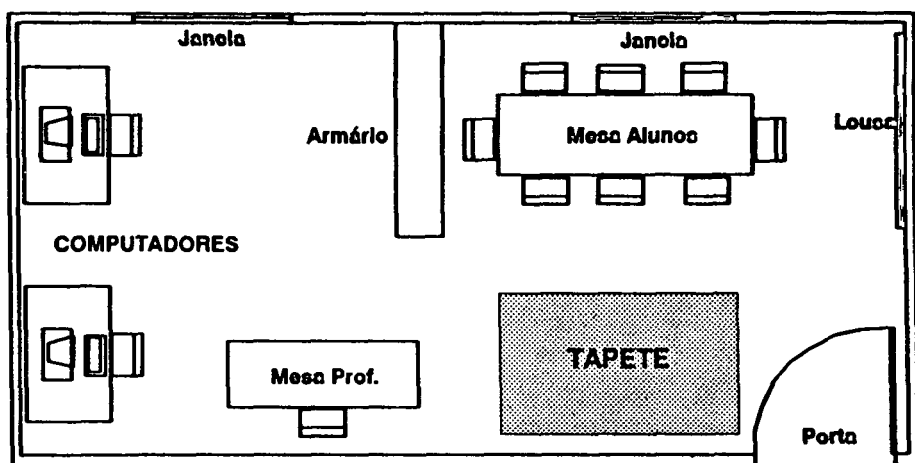 Janela
Janela
Armário
Mesa Alunos
Lousa
COMPUTADORES
TAPETE
Mesa Prof.
Porta